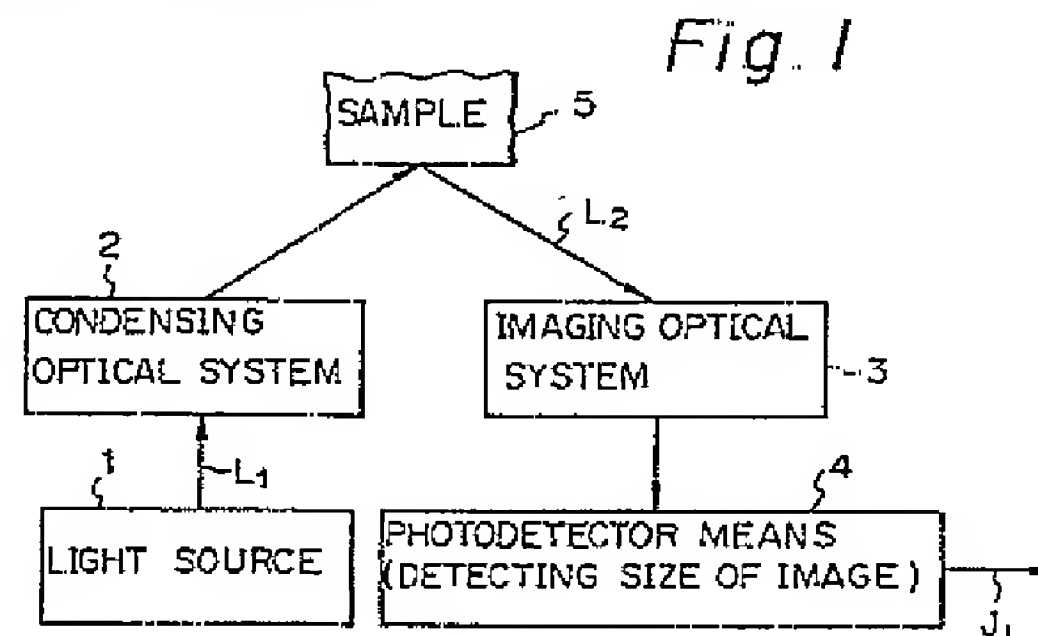 Fig. 1
SAMPLE
5
L2
2
CONDENSING
OPTICAL SYSTEM
IMAGING OPTICAL
SYSTEM
3
1
L1
4
LIGHT SOURCE
PHOTODETECTOR MEANS
(DETECTING SIZE OF IMAGE)
J1